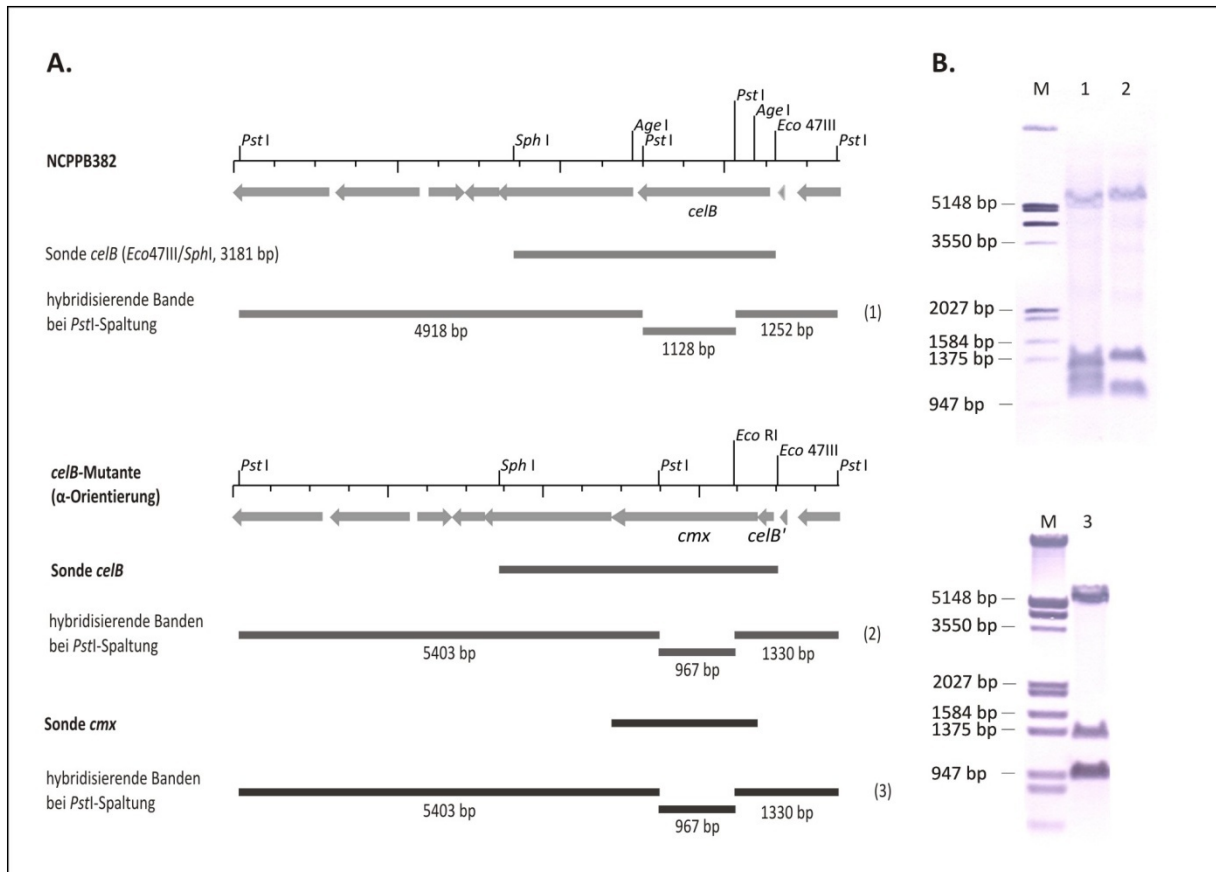 A.
Pst I
Age I
Eco 47III
Pst I
Sph I
Age I
Pst I
Pst I
NCPPB382
celB
Sonde celB (Eco47III/SphI, 3181 bp)
hybridisierende Bande
bei PstI-Spaltung
(1)
4918 bp
1128 bp
1252 bp
Eco RI
Eco 47III
celB-Mutante
(α-Orientierung)
Pst I
Sph I
Pst I
Pst I
cmx
celB'
Sonde celB
hybridisierende Banden
bei PstI-Spaltung
(2)
5403 bp
967 bp
1330 bp
Sonde cmx
hybridisierende Banden
bei PstI-Spaltung
(3)
5403 bp
967 bp
1330 bp
B.
M
1
2
5148 bp
3550 bp
2027 bp
1584 bp
1375 bp
947 bp
M
3
5148 bp
3550 bp
2027 bp
1584 bp
1375 bp
947 bp